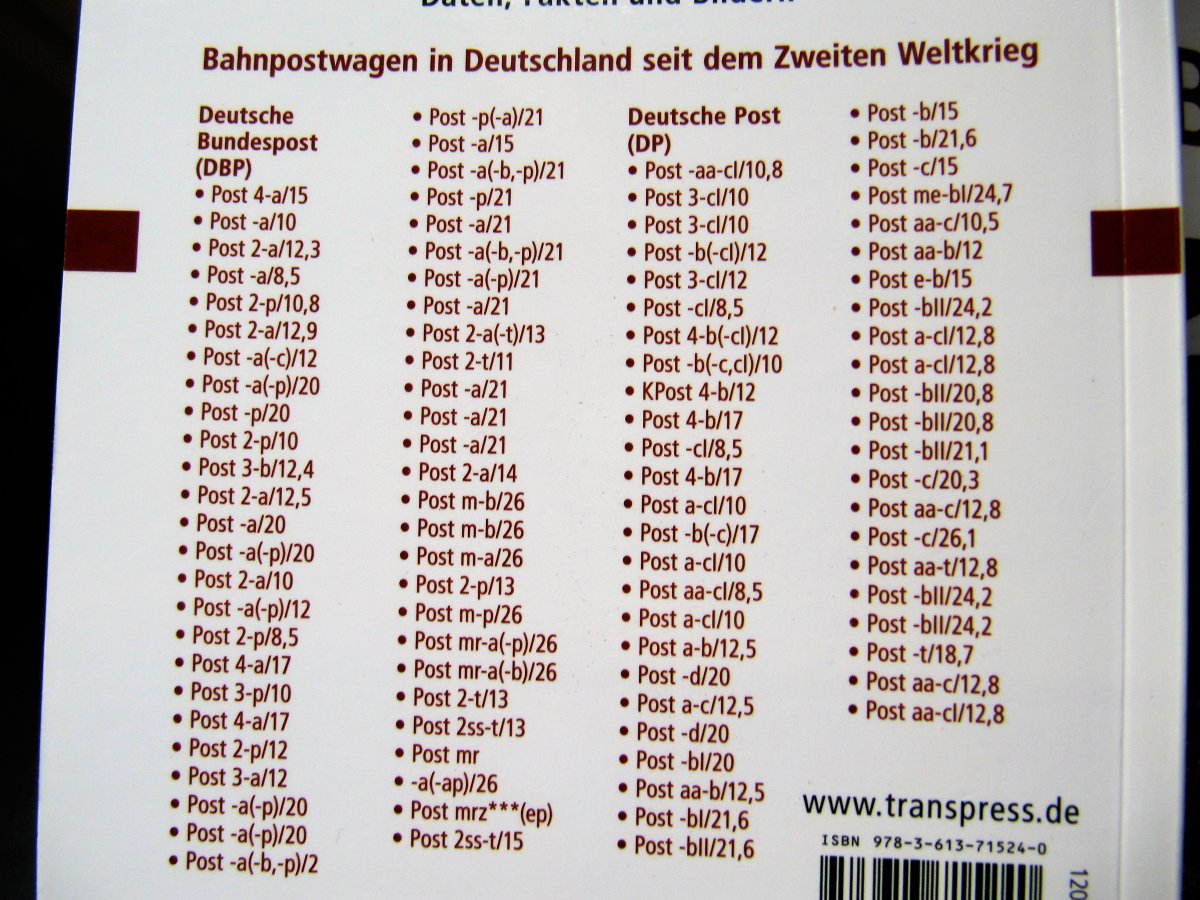 Daten, Fakten und Bildern.
Bahnpostwagen in Deutschland seit dem Zweiten Weltkrieg
Deutsche
Bundespost
(DBP)
• Post 4-a/15
• Post -a/10
• Post 2-a/12,3
• Post -a/8,5
• Post 2-p/10,8
• Post 2-a/12,9
• Post -a(-c)/12
• Post -a(-p)/20
• Post -p/20
• Post 2-p/10
• Post 3-b/12,4
• Post 2-a/12,5
• Post -a/20
• Post -a(-p)/20
• Post 2-a/10
• Post -a(-p)/12
• Post 2-p/8,5
• Post 4-a/17
• Post 3-p/10
• Post 4-a/17
• Post 2-p/12
• Post 3-a/12
• Post -a(-p)/20
• Post -a(-p)/20
• Post -a(-b,-p)/2
• Post -p(-a)/21
• Post -a/15
• Post -a(-b,-p)/21
• Post -p/21
• Post -a/21
• Post -a(-b,-p)/21
• Post -a(-p)/21
• Post -a/21
• Post 2-a(-t)/13
• Post 2-t/11
• Post -a/21
• Post -a/21
• Post -a/21
• Post 2-a/14
• Post m-b/26
• Post m-b/26
• Post m-a/26
• Post 2-p/13
• Post m-p/26
• Post mr-a(-p)/26
• Post mr-a(-b)/26
• Post 2-t/13
• Post 2ss-t/13
• Post mr
• -a(-ap)/26
• Post mrz***(ep)
• Post 2ss-t/15
Deutsche Post
(DP)
• Post -aa-cl/10,8
• Post 3-cl/10
• Post 3-cl/10
• Post -b(-cl)/12
• Post 3-cl/12
• Post -cl/8,5
• Post 4-b(-cl)/12
• Post -b(-c,cl)/10
• KPost 4-b/12
• Post 4-b/17
• Post -cl/8,5
• Post 4-b/17
• Post a-cl/10
• Post -b(-c)/17
• Post a-cl/10
• Post aa-cl/8,5
• Post a-cl/10
• Post a-b/12,5
• Post -d/20
• Post a-c/12,5
• Post -d/20
• Post -bI/20
• Post aa-b/12,5
• Post -bI/21,6
• Post -bII/21,6
• Post -b/15
• Post -b/21,6
• Post -c/15
• Post me-bI/24,7
• Post aa-c/10,5
• Post aa-b/12
• Post e-b/15
• Post -bII/24,2
• Post a-cl/12,8
• Post a-cl/12,8
• Post -bII/20,8
• Post -bII/20,8
• Post -bII/21,1
• Post -c/20,3
• Post aa-c/12,8
• Post -c/26,1
• Post aa-t/12,8
• Post -bII/24,2
• Post -bII/24,2
• Post -t/18,7
• Post aa-c/12,8
• Post aa-cl/12,8
www.transpress.de
ISBN 978-3-613-71524-0